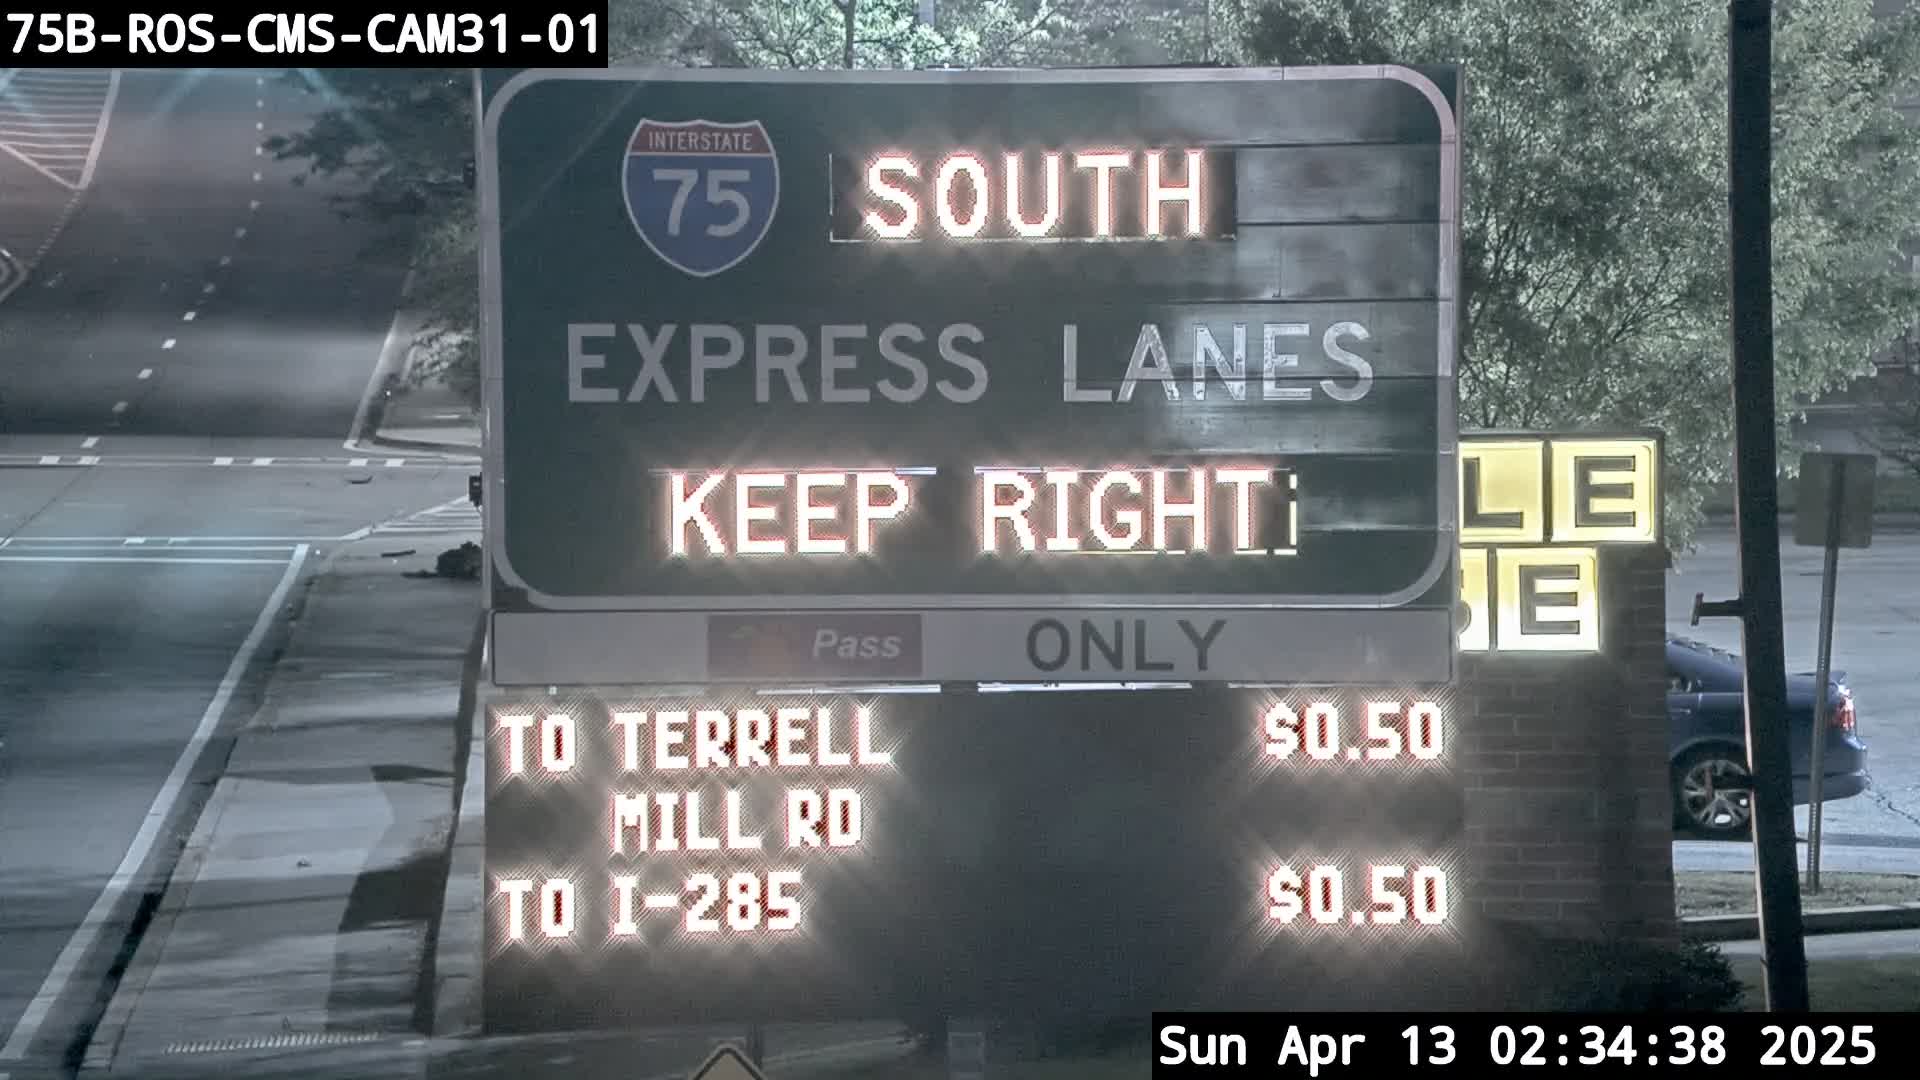 75B-ROS-CMS-CAM31-01
INTERSTATE
75
SOUTH
EXPRESS LANES
KEEP RIGHT
Pass ONLY
TO TERRELL $0.50
MILL RD
TO I-285 $0.50
LE
E
Sun Apr 13 02:34:38 2025